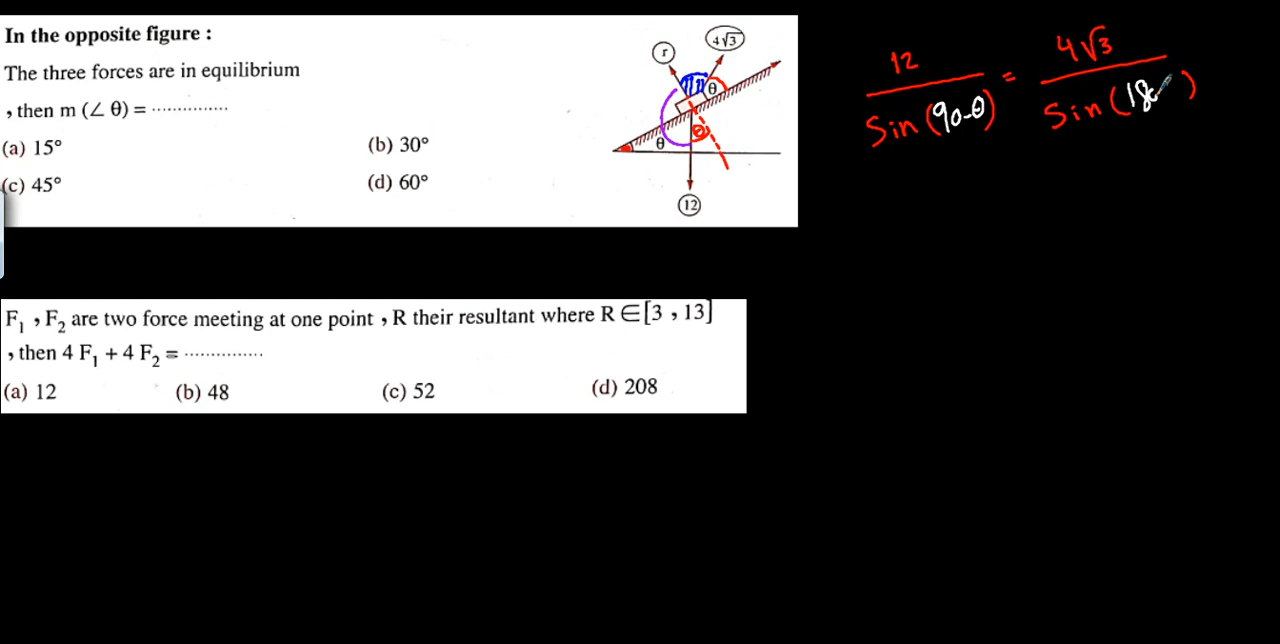 In the opposite figure :
The three forces are in equilibrium
, then m (∠ θ) = ..............
(a) 15°
(b) 30°
(c) 45°
(d) 60°
r
4√3
θ
θ
θ
12
12 / Sin (90-θ) = 4√3 / Sin (18 )
F₁ , F₂ are two force meeting at one point , R their resultant where R ∈ [3 , 13]
, then 4 F₁ + 4 F₂ = ..............
(a) 12
(b) 48
(c) 52
(d) 208